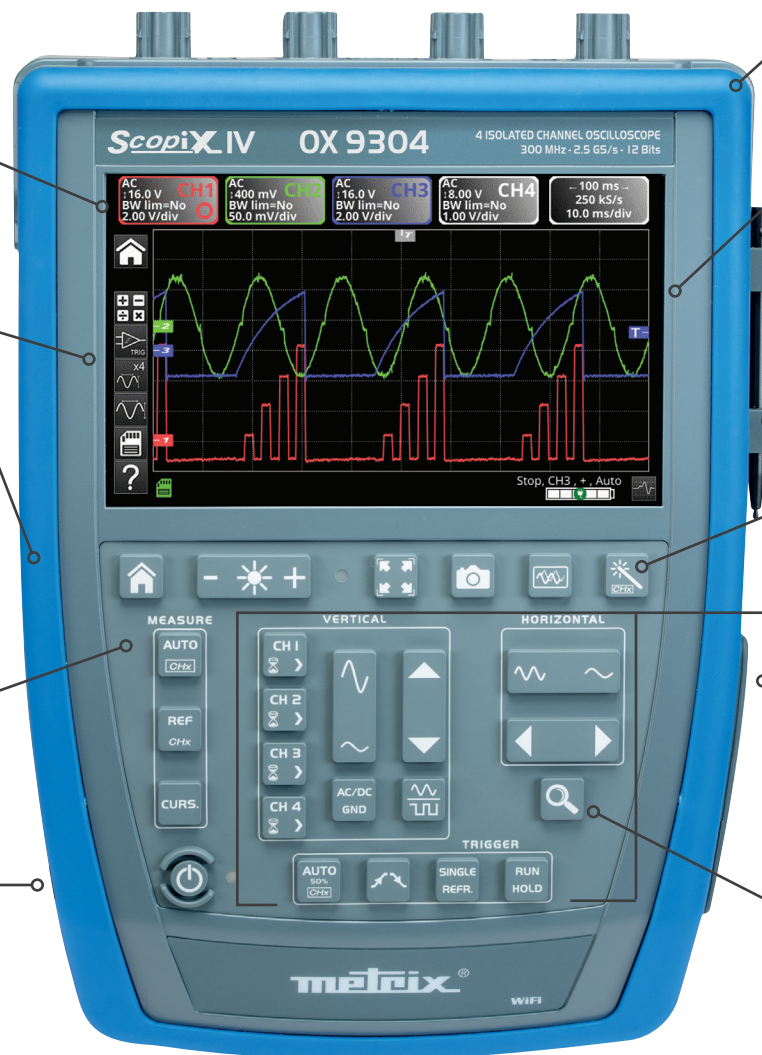 ScopiX IV OX 9304
4 ISOLATED CHANNEL OSCILLOSCOPE
300 MHz - 2.5 GS/s - 12 Bits
AC
↕16.0 V
CH1
BW lim=No
2.00 V/div
AC
↕400 mV
CH2
BW lim=No
50.0 mV/div
AC
↕16.0 V
CH3
BW lim=No
2.00 V/div
AC
↕8.00 V
CH4
BW lim=No
1.00 V/div
←100 ms→
250 kS/s
10.0 ms/div
T
TRIG
x4
2
3
T
1
?
Stop, CH3 , + , Auto
CHx
MEASURE
AUTO
CHx
REF
CHx
CURS.
VERTICAL
CH 1
CH 2
CH 3
CH 4
AC/DC
GND
HORIZONTAL
TRIGGER
AUTO
50%
CHx
SINGLE
REFR.
RUN
HOLD
metrix®
WiFi